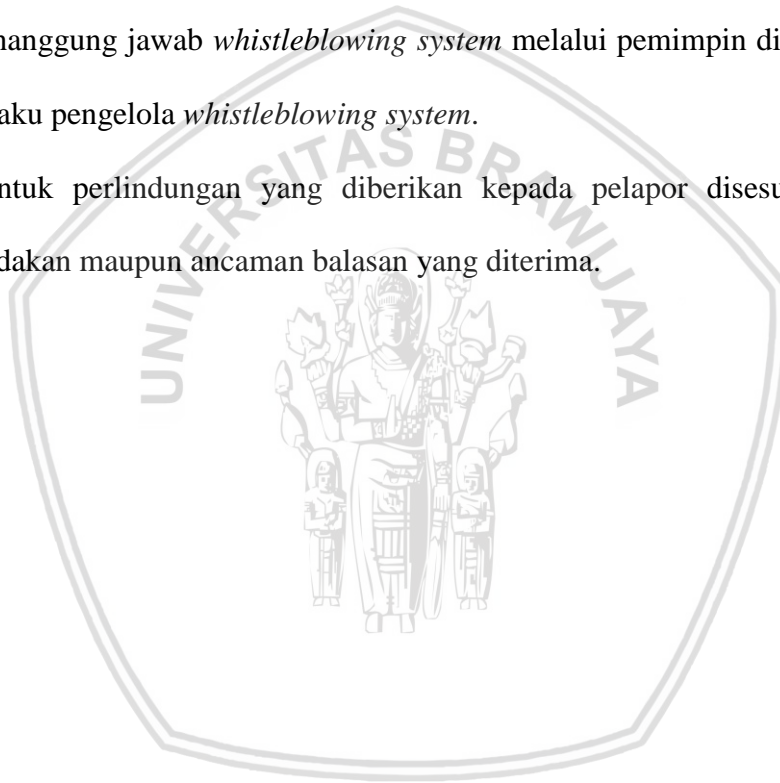 nanggung jawab whistleblowing system melalui pemimpin di
aku pengelola whistleblowing system.
ntuk perlindungan yang diberikan kepada pelapor disesu
dakan maupun ancaman balasan yang diterima.
UNIVERSITAS BRAWIJAYA